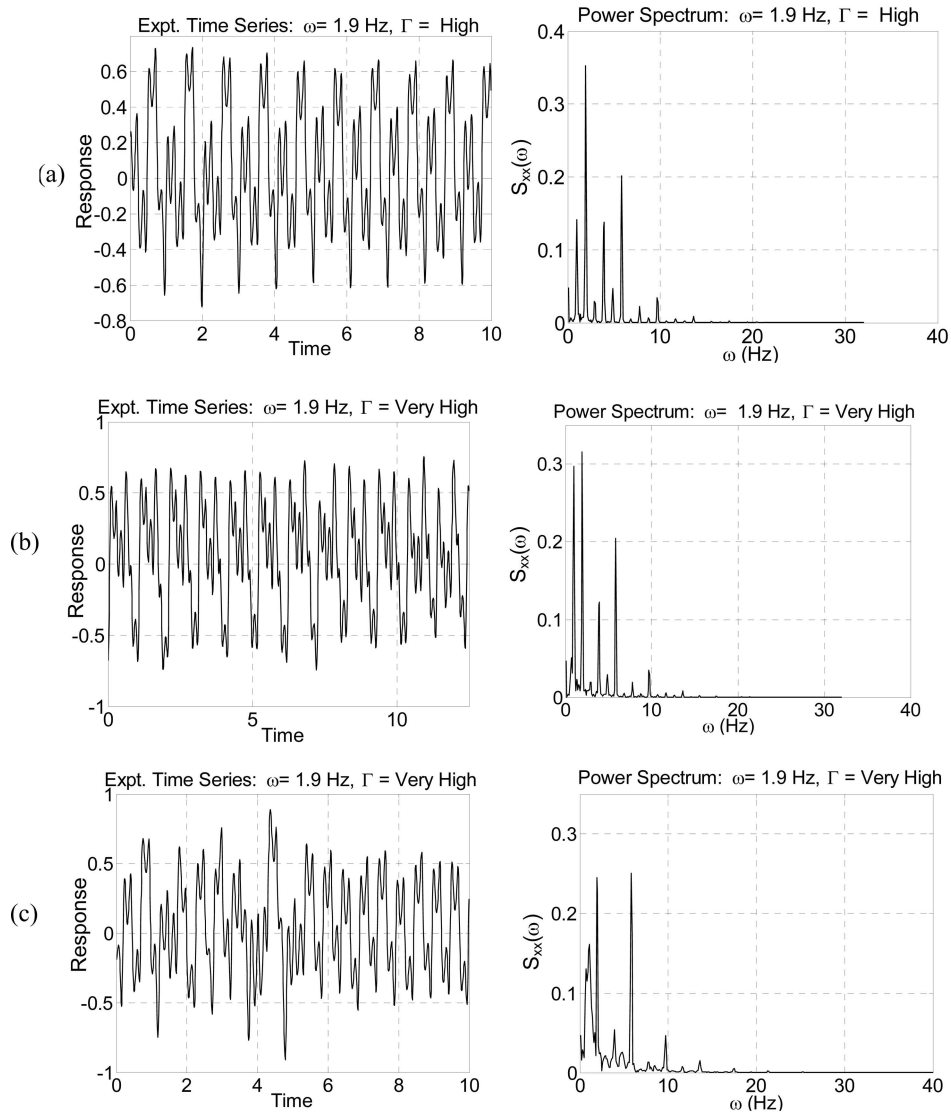 Expt. Time Series: ω= 1.9 Hz, Γ = High
Power Spectrum: ω= 1.9 Hz, Γ = High
(a)
Response
0.6
0.4
0.2
0
-0.2
-0.4
-0.6
-0.8
0 2 4 6 8 10
Time
Sxx(ω)
0.4
0.3
0.2
0.1
0
0 10 20 30 40
ω (Hz)
Expt. Time Series: ω= 1.9 Hz, Γ = Very High
Power Spectrum: ω= 1.9 Hz, Γ = Very High
(b)
Response
1
0.5
0
-0.5
-1
0 5 10
Time
Sxx(ω)
0.3
0.2
0.1
0
0 10 20 30 40
ω (Hz)
Expt. Time Series: ω= 1.9 Hz, Γ = Very High
Power Spectrum: ω= 1.9 Hz, Γ = Very High
(c)
Response
1
0.5
0
-0.5
-1
0 2 4 6 8 10
Time
Sxx(ω)
0.3
0.2
0.1
0
0 10 20 30 40
ω (Hz)